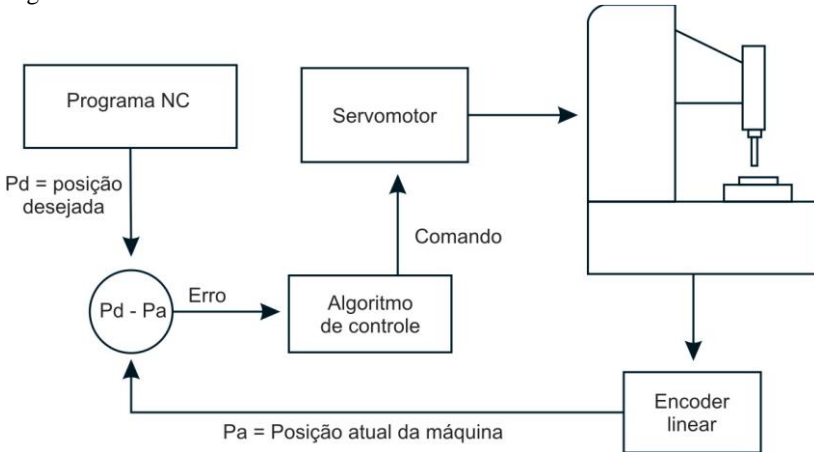 Programa NC
Servomotor
Pd = posição
desejada
Comando
Pd - Pa
Erro
Algoritmo
de controle
Encoder
linear
Pa = Posição atual da máquina